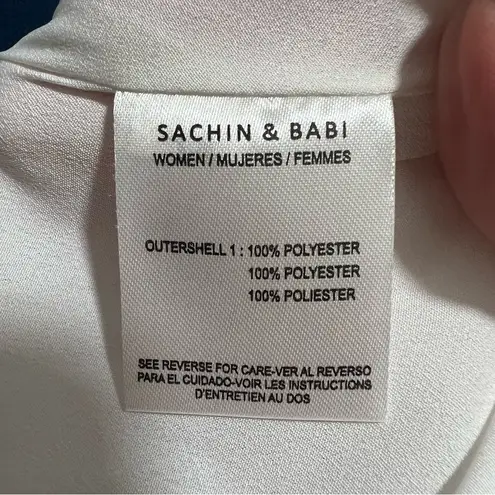 SACHIN & BABI
WOMEN / MUJERES / FEMMES
OUTERSHELL 1 : 100% POLYESTER
100% POLYESTER
100% POLIESTER
SEE REVERSE FOR CARE-VER AL REVERSO
PARA EL CUIDADO-VOIR LES INSTRUCTIONS
D'ENTRETIEN AU DOS